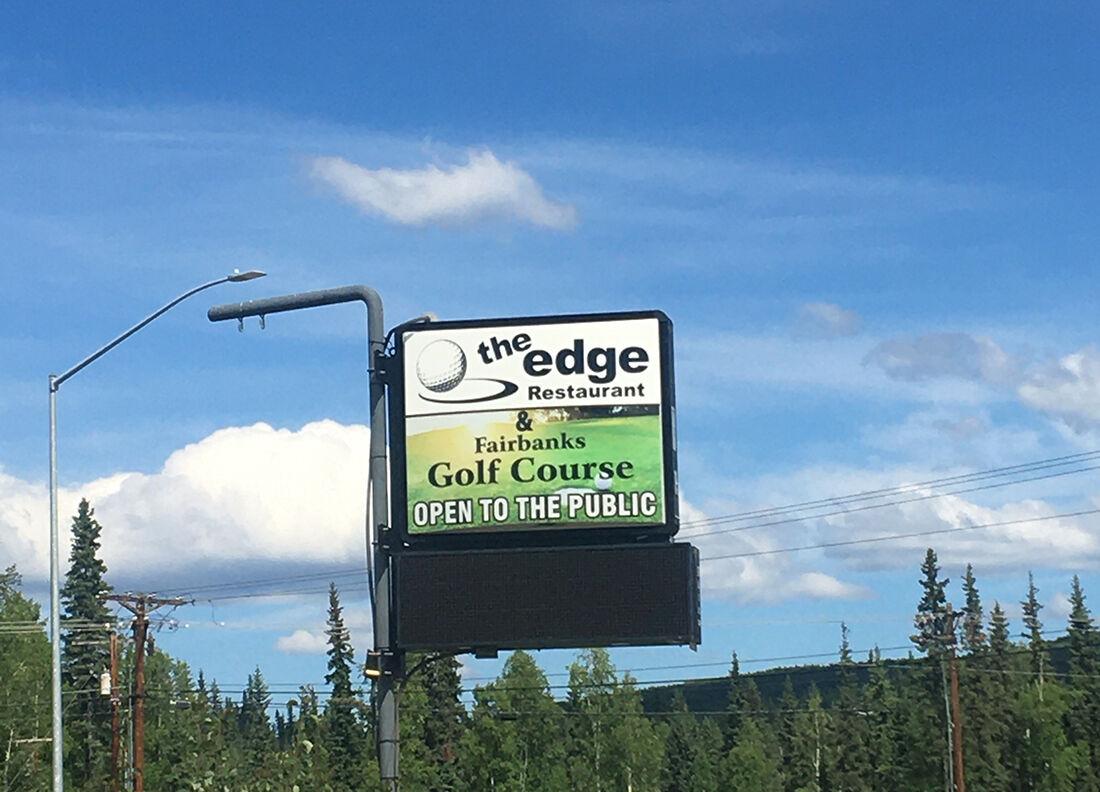 the edge
Restaurant
&
Fairbanks
Golf Course
OPEN TO THE PUBLIC